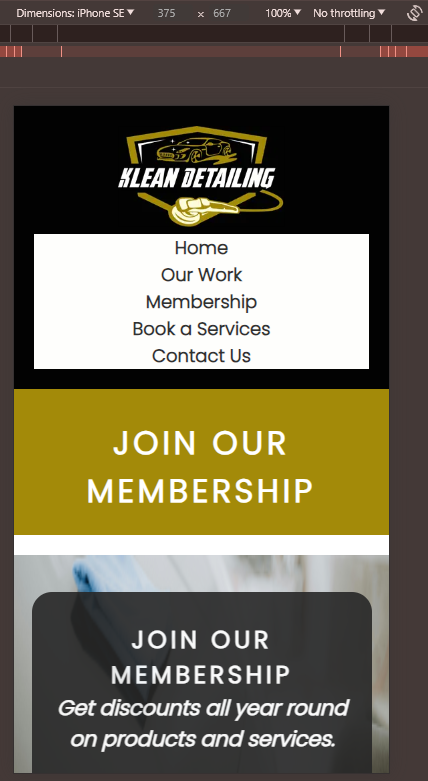 Dimensions: iPhone SE ▼ 375 × 667 100% ▼ No throttling ▼
KLEAN DETAILING
Home
Our Work
Membership
Book a Services
Contact Us
JOIN OUR
MEMBERSHIP
JOIN OUR
MEMBERSHIP
Get discounts all year round
on products and services.